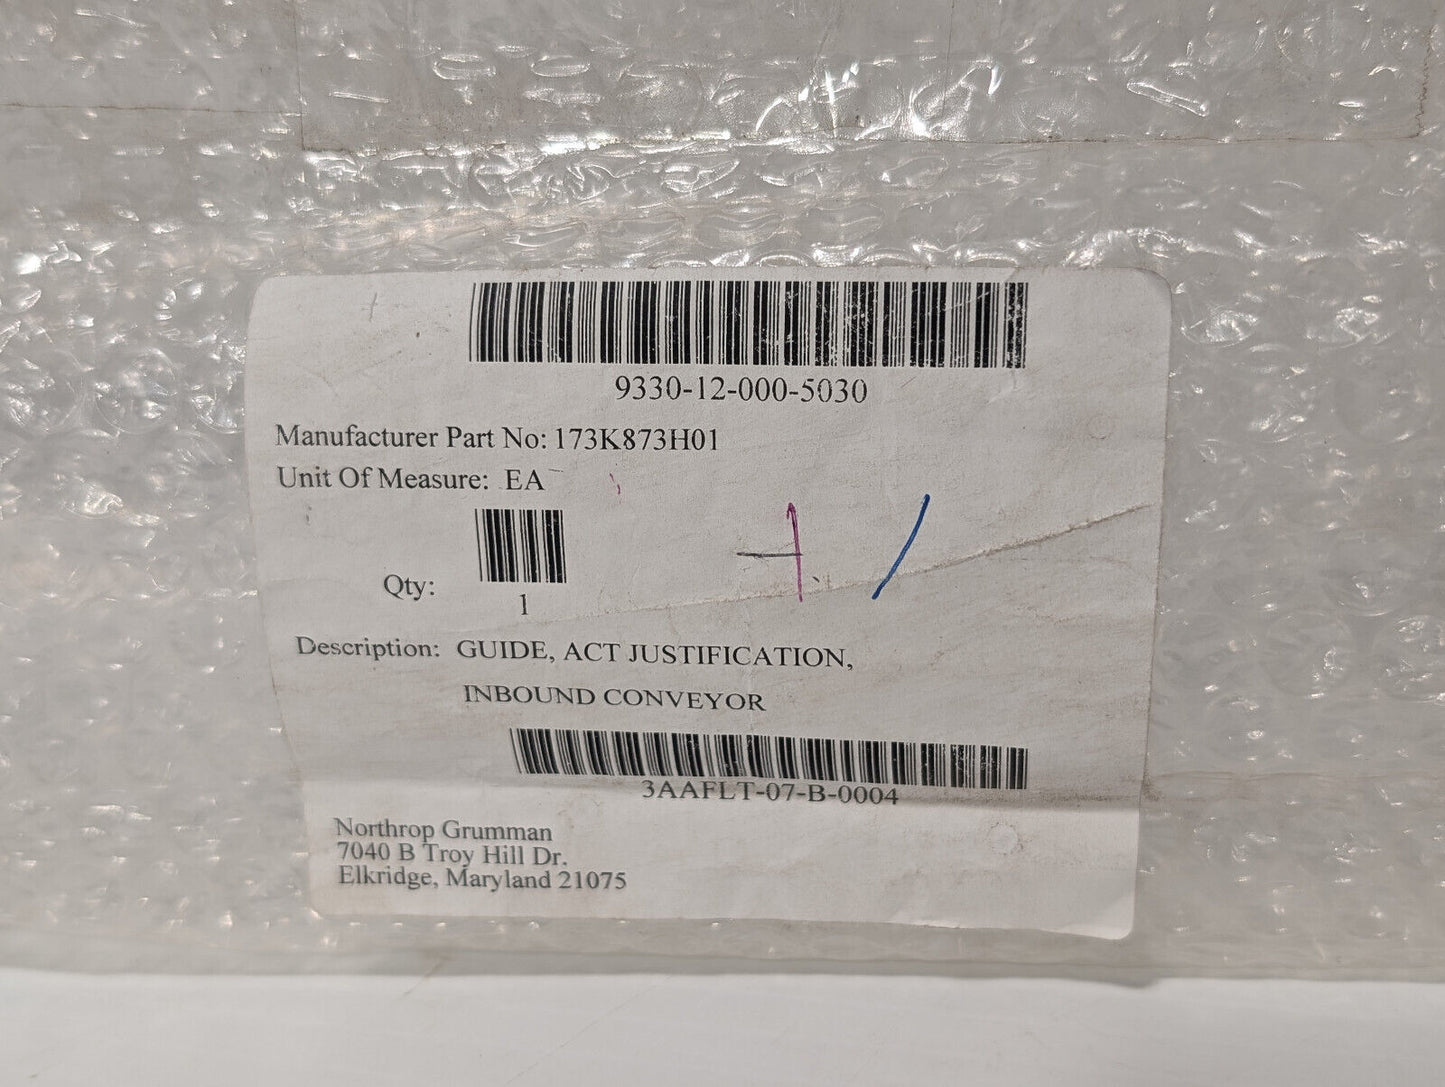 9330-12-000-5030
Manufacturer Part No: 173K873H01
Unit Of Measure: EA
Qty:
1
Description: GUIDE, ACT JUSTIFICATION,
INBOUND CONVEYOR
3AAFLT-07-B-0004
Northrop Grumman
7040 B Troy Hill Dr.
Elkridge, Maryland 21075